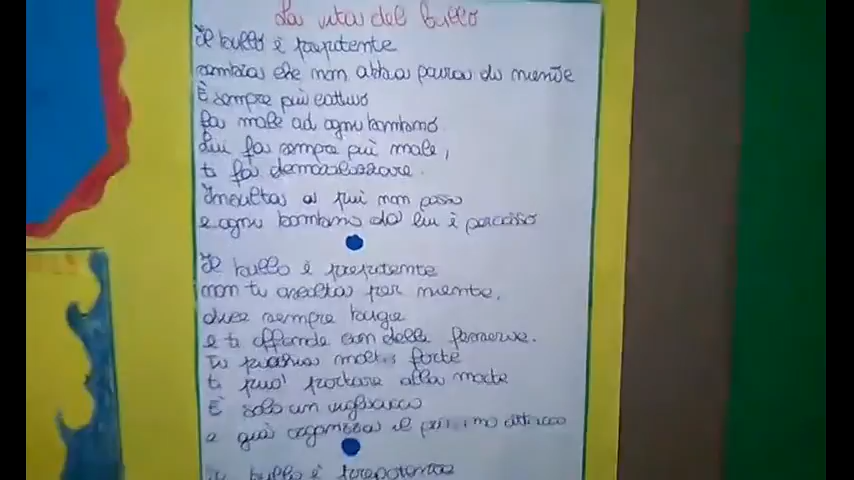 La vita del bullo
Il bullo è prepotente
sembra che non abbia paura di niente
È sempre più cattivo
fa male ad ogni bambino
Lui fa sempre più male,
ti fa demoralizzare.
Insulta a più non posso
e ogni bambino da lui è percosso
Il bullo è prepotente
non ti ascolta per niente,
dice sempre bugie
e ti offende con delle
Ti picchia molto forte
ti può portare alla morte
È solo un vigliacco
e già organizza il attacco
bullo è prepotente